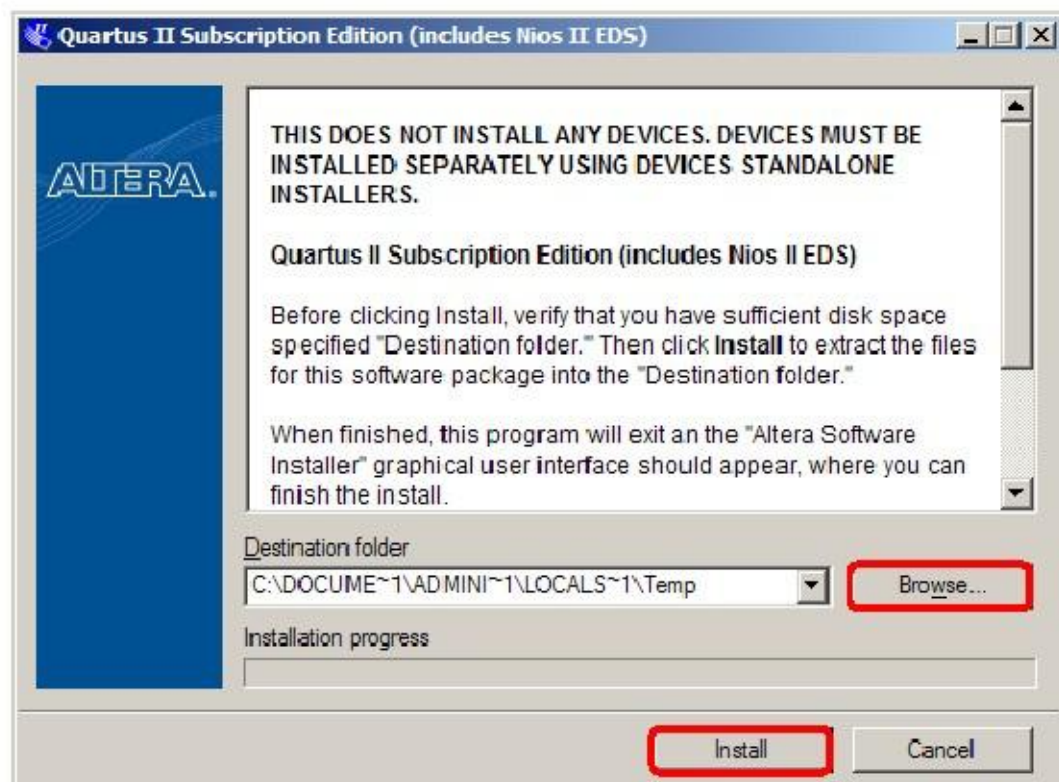 Quartus II Subscription Edition (includes Nios II EDS)
ALTERA.
THIS DOES NOT INSTALL ANY DEVICES. DEVICES MUST BE
INSTALLED SEPARATELY USING DEVICES STANDALONE
INSTALLERS.
Quartus II Subscription Edition (includes Nios II EDS)
Before clicking Install, verify that you have sufficient disk space
specified "Destination folder." Then click Install to extract the files
for this software package into the "Destination folder."
When finished, this program will exit an the "Altera Software
Installer" graphical user interface should appear, where you can
finish the install.
Destination folder
C:\DOCUME~1\ADMINI~1\LOCALS~1\Temp
Browse...
Installation progress
Install
Cancel